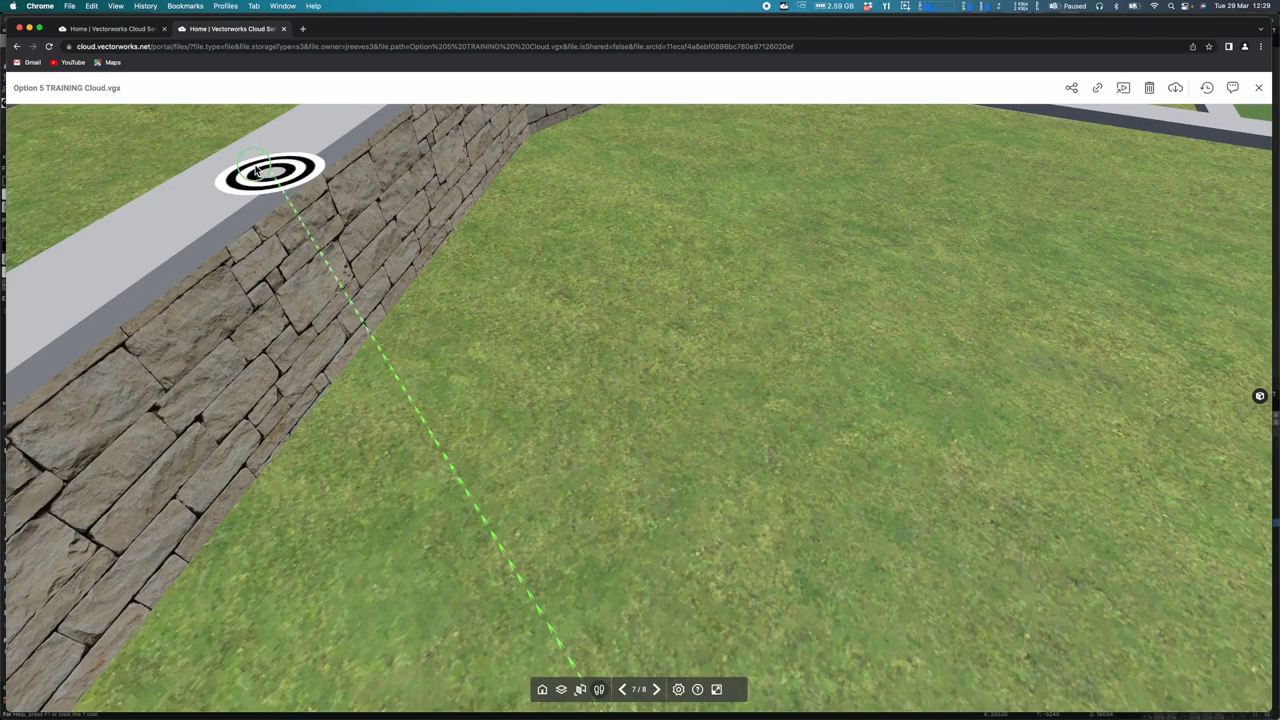 Chrome File Edit View History Bookmarks Profiles Tab Window Help 2.59 GB Paused Tue 29 Mar 12:29
Home | Vectorworks Cloud Ser Home | Vectorworks Cloud Ser
cloud.vectorworks.net/portal/files/?file.type=file&file.storageType=s3&file.owner=jreeves3&file.path=Option%205%20TRAINING%20%20Cloud.vgx&file.isShared=false&file.srcId=11ecaf4a8ebf0886bc780e97126020ef
Gmail YouTube Maps
Option 5 TRAINING Cloud.vgx
7 / 8